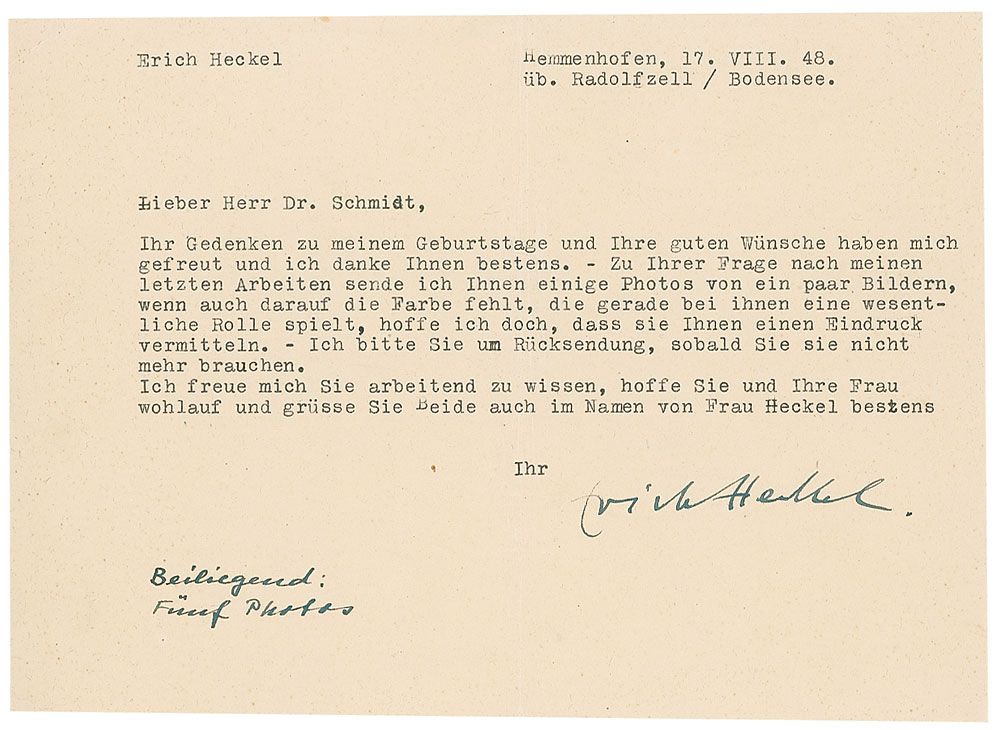 Erich Heckel
Hemmenhofen, 17. VIII. 48.
üb. Radolfzell / Bodensee.
Lieber Herr Dr. Schmidt,
Ihr Gedenken zu meinem Geburtstage und Ihre guten Wünsche haben mich
gefreut und ich danke Ihnen bestens. - Zu Ihrer Frage nach meinen
letzten Arbeiten sende ich Ihnen einige Photos von ein paar Bildern,
wenn auch darauf die Farbe fehlt, die gerade bei ihnen eine wesent-
liche Rolle spielt, hoffe ich doch, dass sie Ihnen einen Eindruck
vermitteln. - Ich bitte Sie um Rücksendung, sobald Sie sie nicht
mehr brauchen.
Ich freue mich Sie arbeitend zu wissen, hoffe Sie und Ihre Frau
wohlauf und grüsse Sie Beide auch im Namen von Frau Heckel bestens
Ihr
Erich Heckel.
Beiliegend:
Fünf Photos